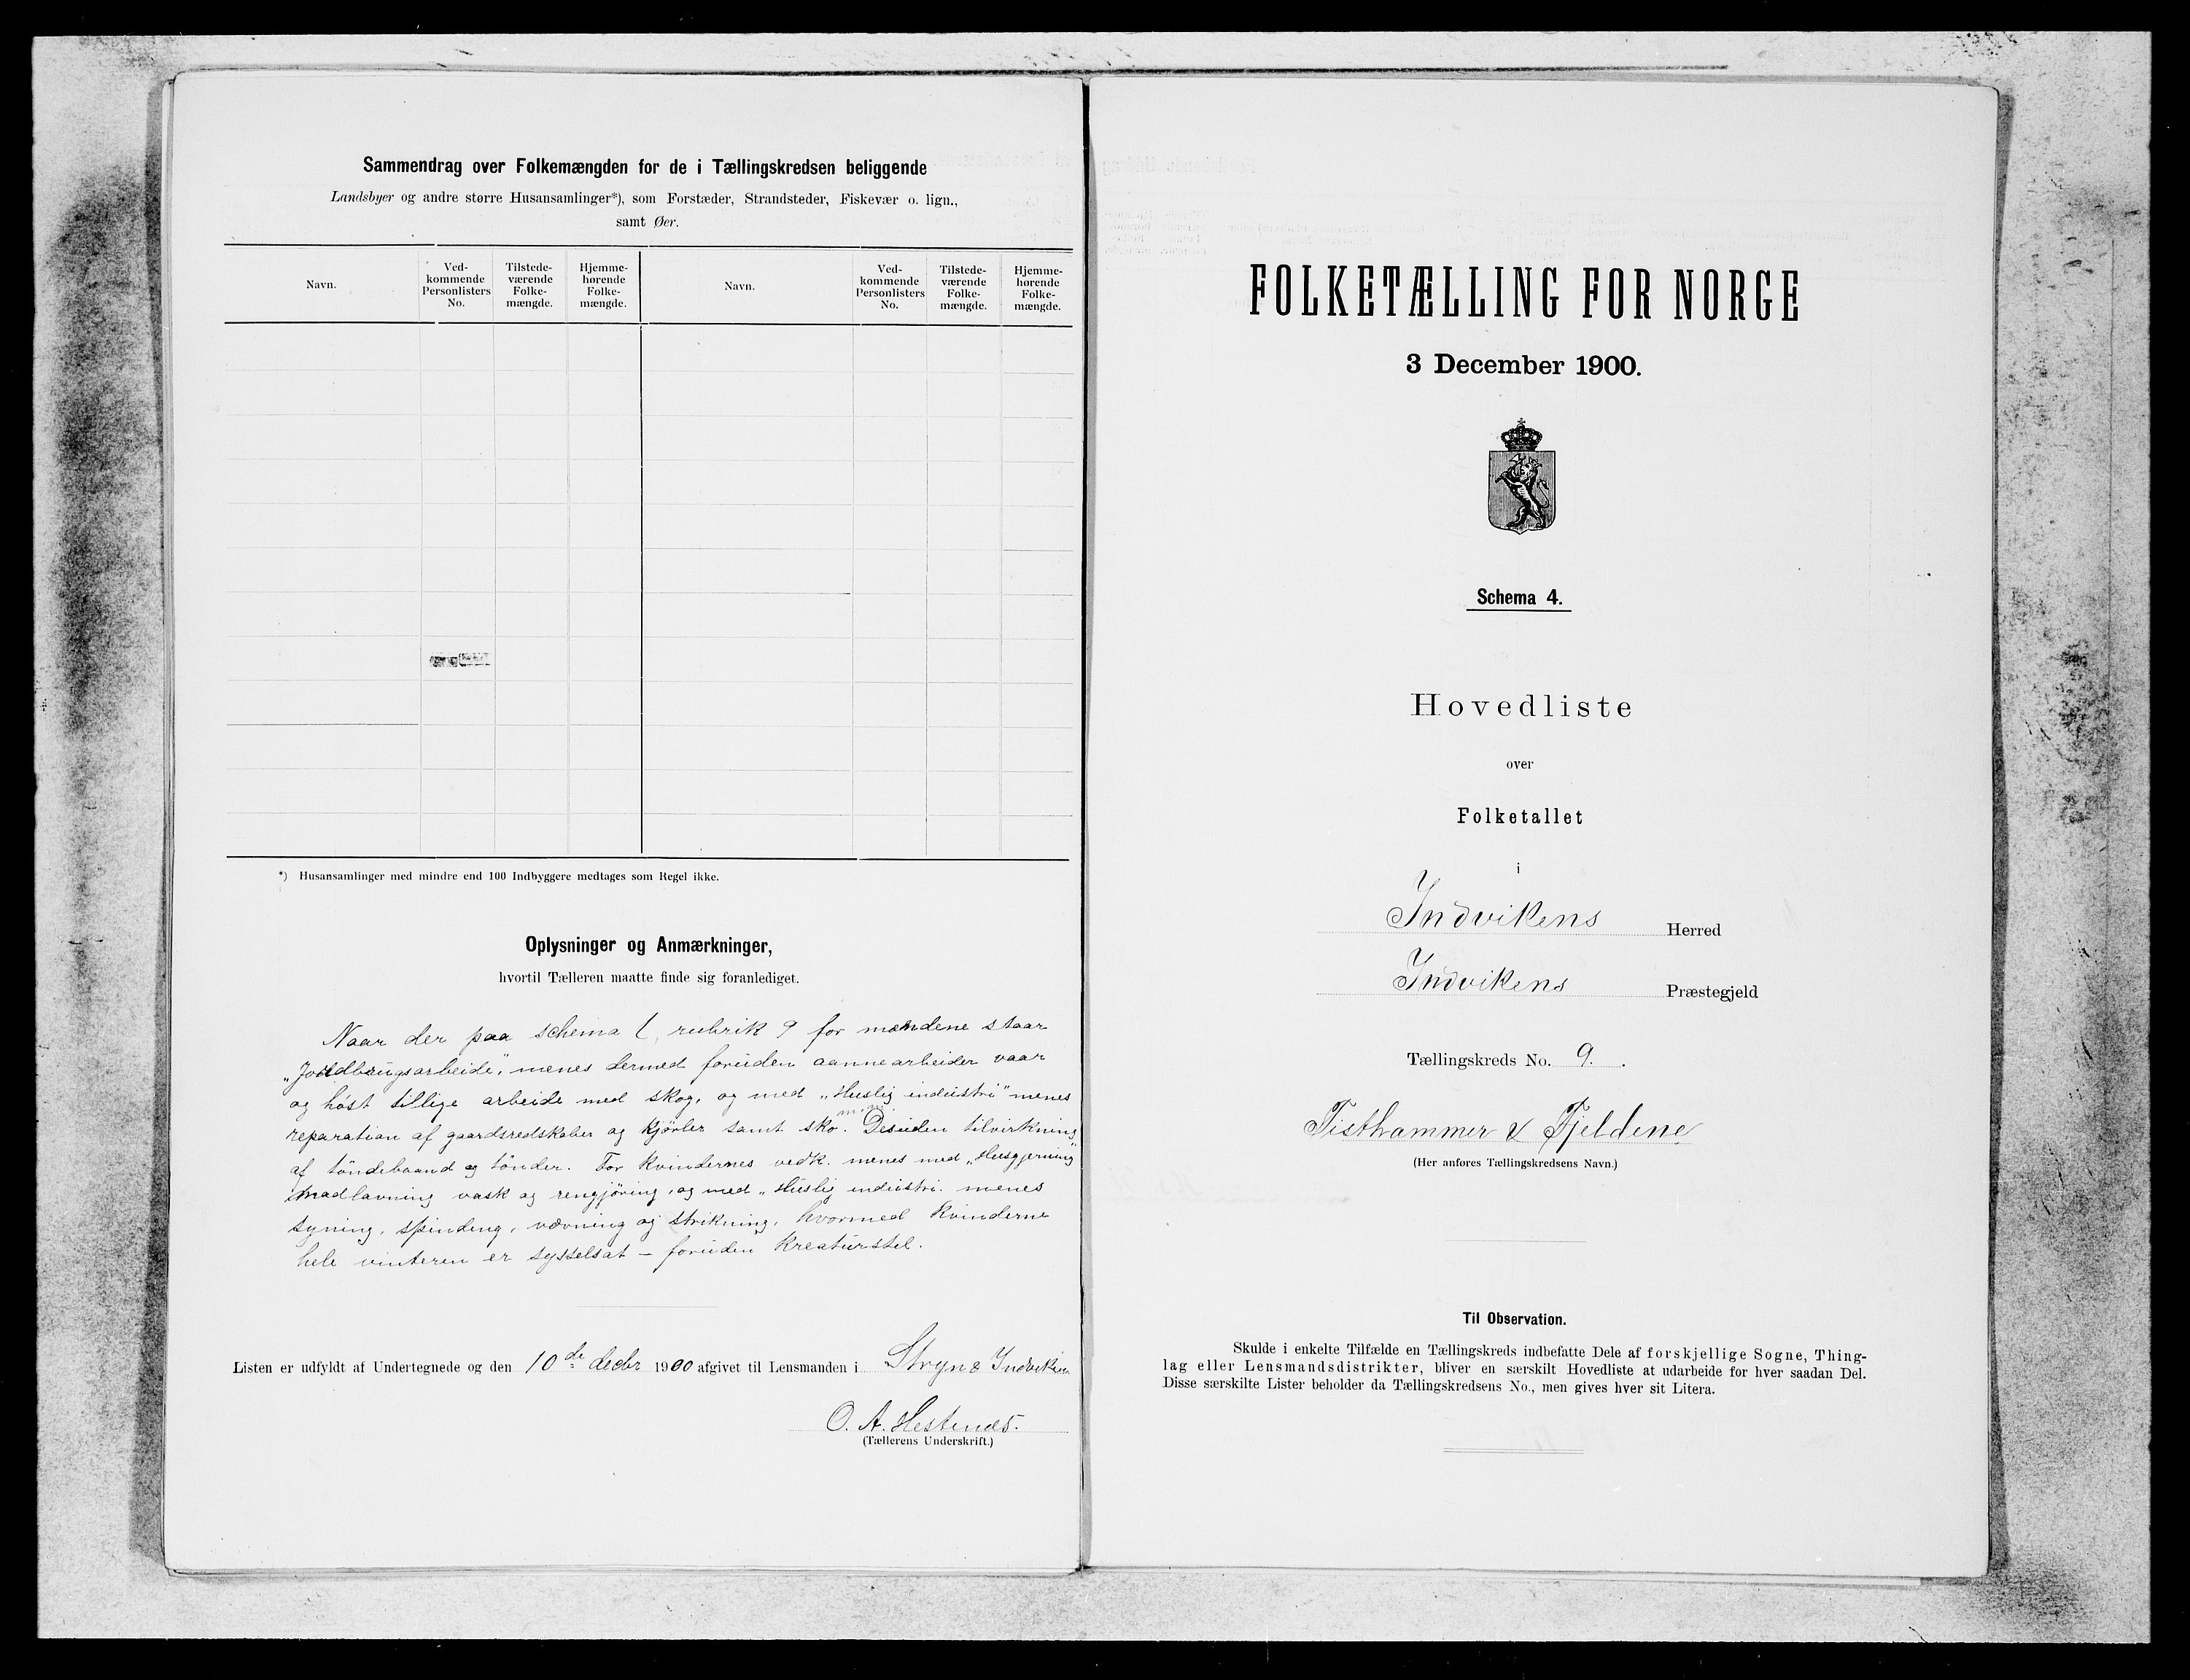 Sammendrag over Folkemængden for de i Tællingskredsen beliggende
Landsbyer og andre større Husansamlinger*), som Forstæder, Strandsteder, Fiskevær o. lign.,
samt Øer.
Navn.
Ved-
kommende
Personlisters
No.
Tilstede-
værende
Folke-
mængde.
Hjemme-
hørende
Folke-
mængde.
Navn.
Ved-
kommende
Personlisters
No.
Tilstede-
værende
Folke-
mængde.
Hjemme-
hørende
Folke-
mængde.
*) Husansamlinger med mindre end 100 Indbyggere medtages som Regel ikke.
Oplysninger og Anmærkninger,
hvortil Tælleren maatte finde sig foranlediget.
Naar der paa schema 1, rubrik 9 for mændene staar
„Jordbrugsarbeide", menes dermed foruden aannearbeider vaar
og höst tillige arbeide med skog, og med „Huslig industri" menes
reparation af gaardsredskaber og kjörler samt sko m.m. Desuden tilvirkning
af töndebaand og tönder. For kvindernes vedk. menes med „Husgjerning"
madlavning vask og rengjöring, og med „Huslig industri. menes
syning, spinding, vævning og strikning, hvormed kvinderne
hele vinteren er sysselsat – foruden kreaturstel.
Listen er udfyldt af Undertegnede og den 10de decbr 1900 afgivet til Lensmanden i Stryn & Indviken
O. A. Hestenæs.
(Tællerens Underskrift.)
FOLKETÆLLING FOR NORGE
3 December 1900.
Schema 4.
Hovedliste
over
Folketallet
i
Indvikens Herred
Indvikens Præstegjeld
Tællingskreds No. 9.
Tisthammer & Fjeldene
(Her anføres Tællingskredsens Navn.)
Til Observation.
Skulde i enkelte Tilfælde en Tællingskreds indbefatte Dele af forskjellige Sogne, Thing-
lag eller Lensmandsdistrikter, bliver en særskilt Hovedliste at udarbeide for hver saadan Del.
Disse særskilte Lister beholder da Tællingskredsens No., men gives hver sit Litera.